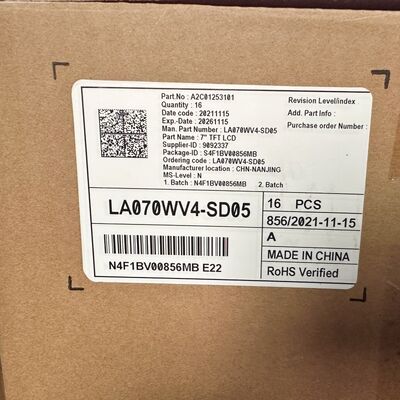 Part.No : A2C01253101
Quantity : 16
Date code : 20211115
Exp.-Date : 20261115
Man. Part Number : LA070WV4-SD05
Part Name : 7" TFT LCD
Supplier-ID : 9092337
Package-ID : S4F1BV00856MB
Ordering code : LA070WV4-SD05
Manufacturer location : CHN-NANJING
MS-Level : N
1. Batch : N4F1BV00856MB 2. Batch
Revision Level/index
Add. Part Info :
Purchase order Number :
LA070WV4-SD05
16 PCS
856/2021-11-15
A
MADE IN CHINA
RoHS Verified
N4F1BV00856MB E22